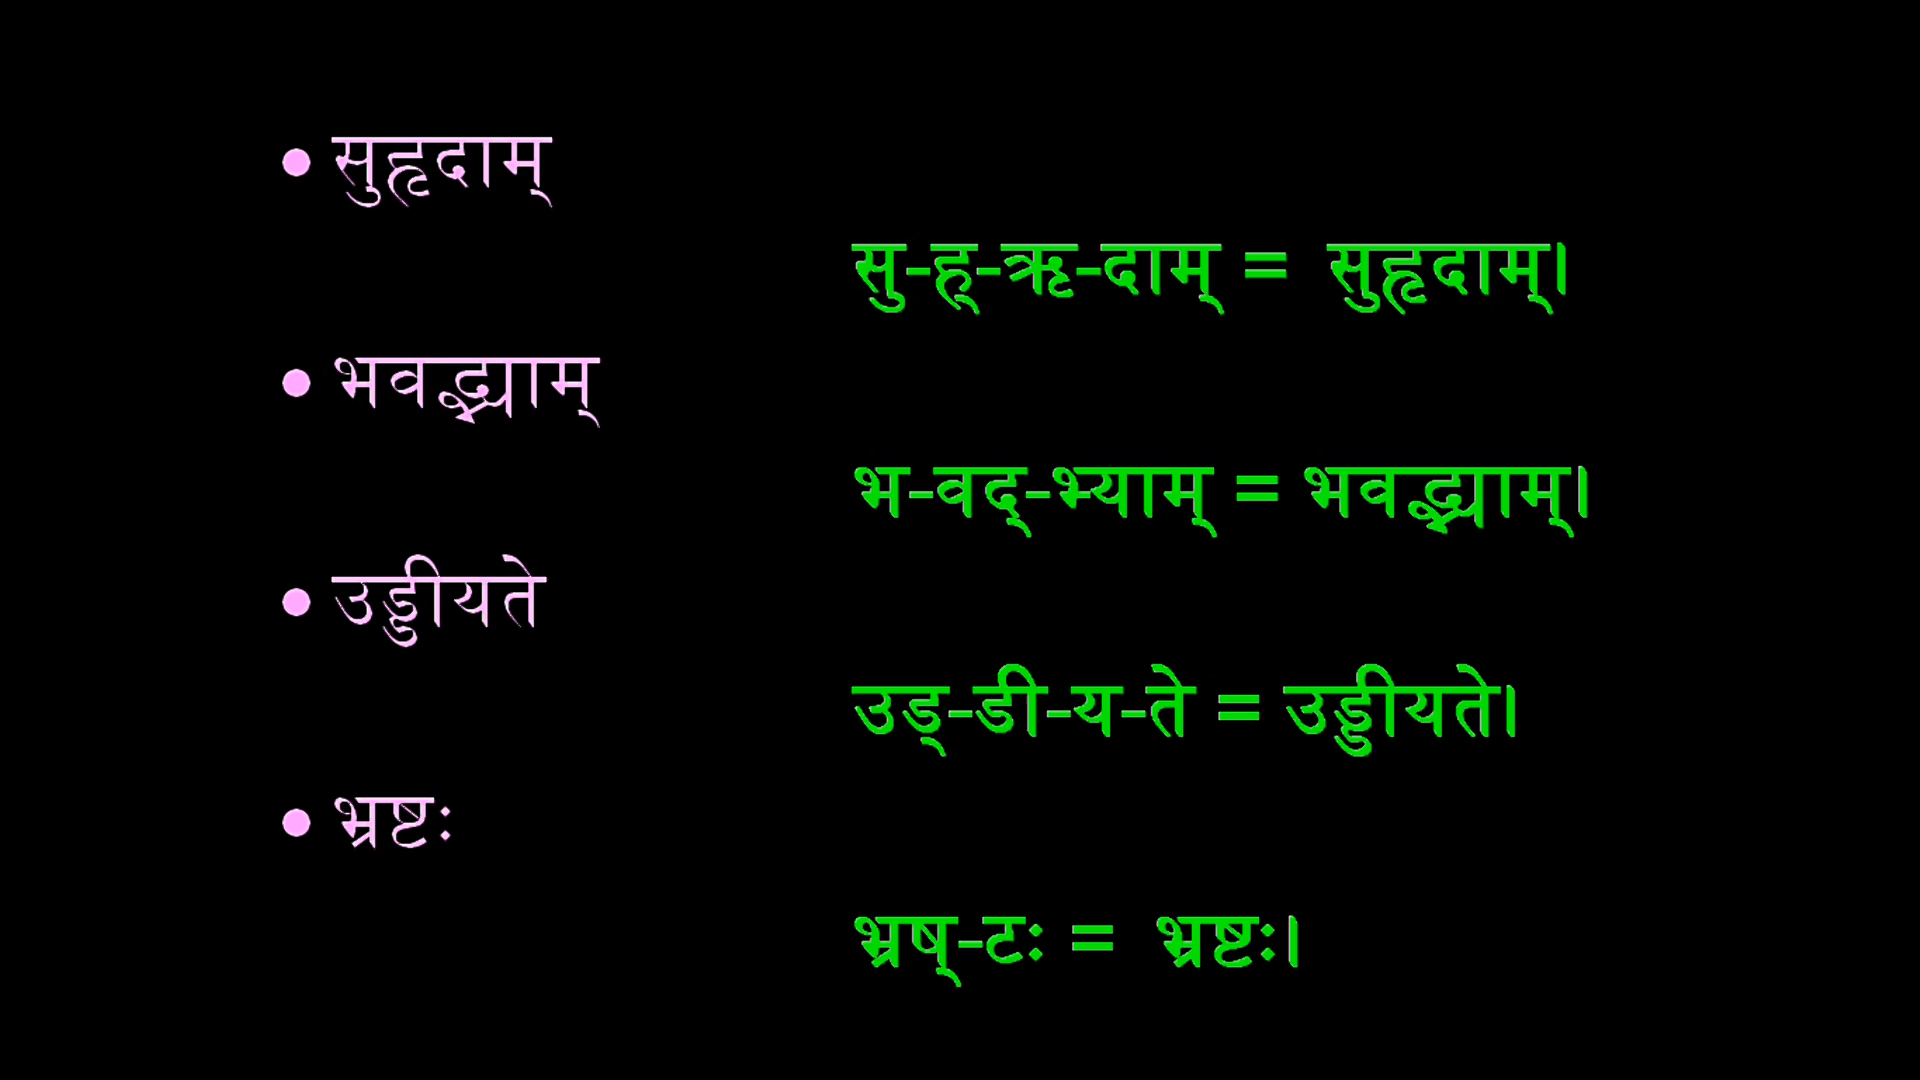 • सुहृदाम्
सु-ह्-ऋ-दाम् = सुहृदाम्।
• भवद्भ्याम्
भ-वद्-भ्याम् = भवद्भ्याम्।
• उड्डीयते
उड्-डी-य-ते = उड्डीयते।
• भ्रष्टः
भ्रष्-टः = भ्रष्टः।